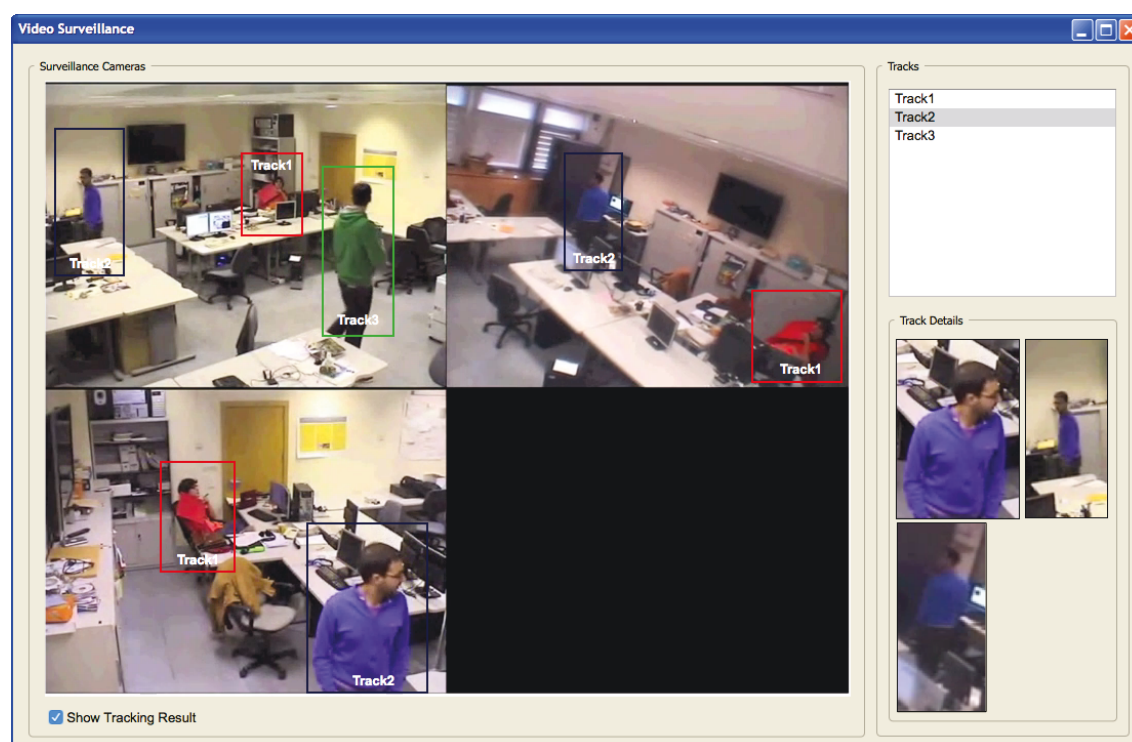 Video Surveillance
Surveillance Cameras
Track1
Track2
Track3
Track2
Track1
Track1
Track2
Show Tracking Result
Tracks
Track1
Track2
Track3
Track Details